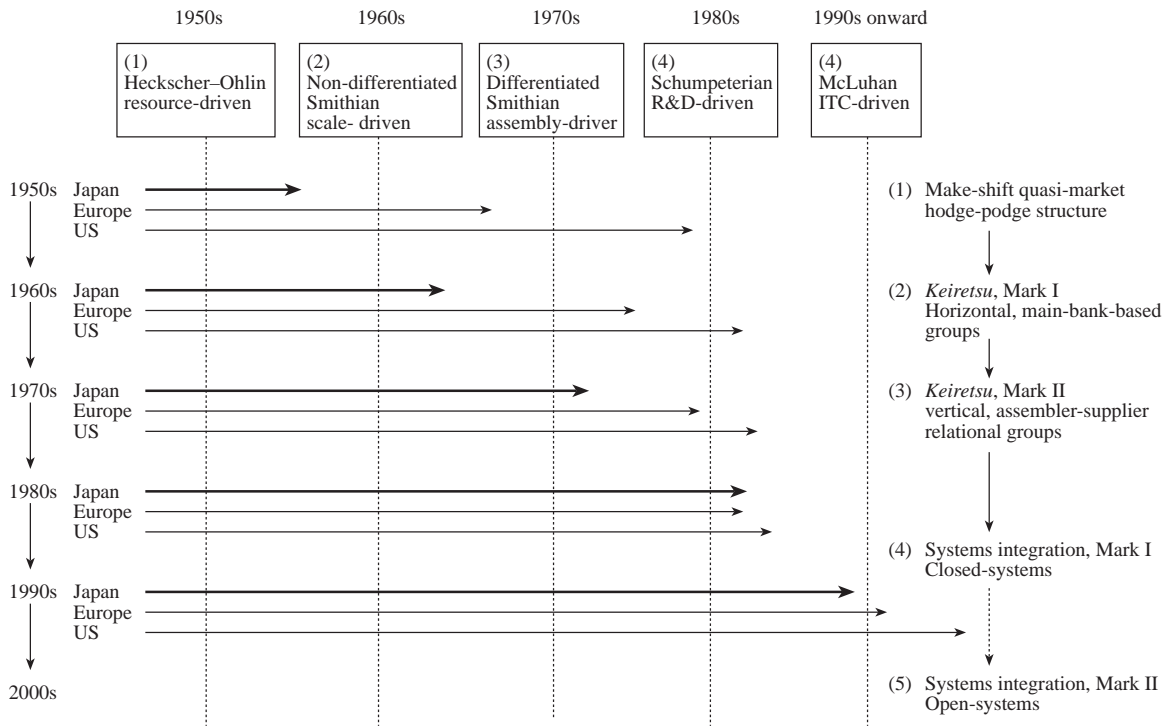 1950s 1960s 1970s 1980s 1990s onward
(1)
Heckscher–Ohlin
resource-driven
(2)
Non-differentiated
Smithian
scale- driven
(3)
Differentiated
Smithian
assembly-driver
(4)
Schumpeterian
R&D-driven
(4)
McLuhan
ITC-driven
1950s Japan
Europe
US
1960s Japan
Europe
US
1970s Japan
Europe
US
1980s Japan
Europe
US
1990s Japan
Europe
US
2000s
(1) Make-shift quasi-market
hodge-podge structure
(2) Keiretsu, Mark I
Horizontal, main-bank-based
groups
(3) Keiretsu, Mark II
vertical, assembler-supplier
relational groups
(4) Systems integration, Mark I
Closed-systems
(5) Systems integration, Mark II
Open-systems